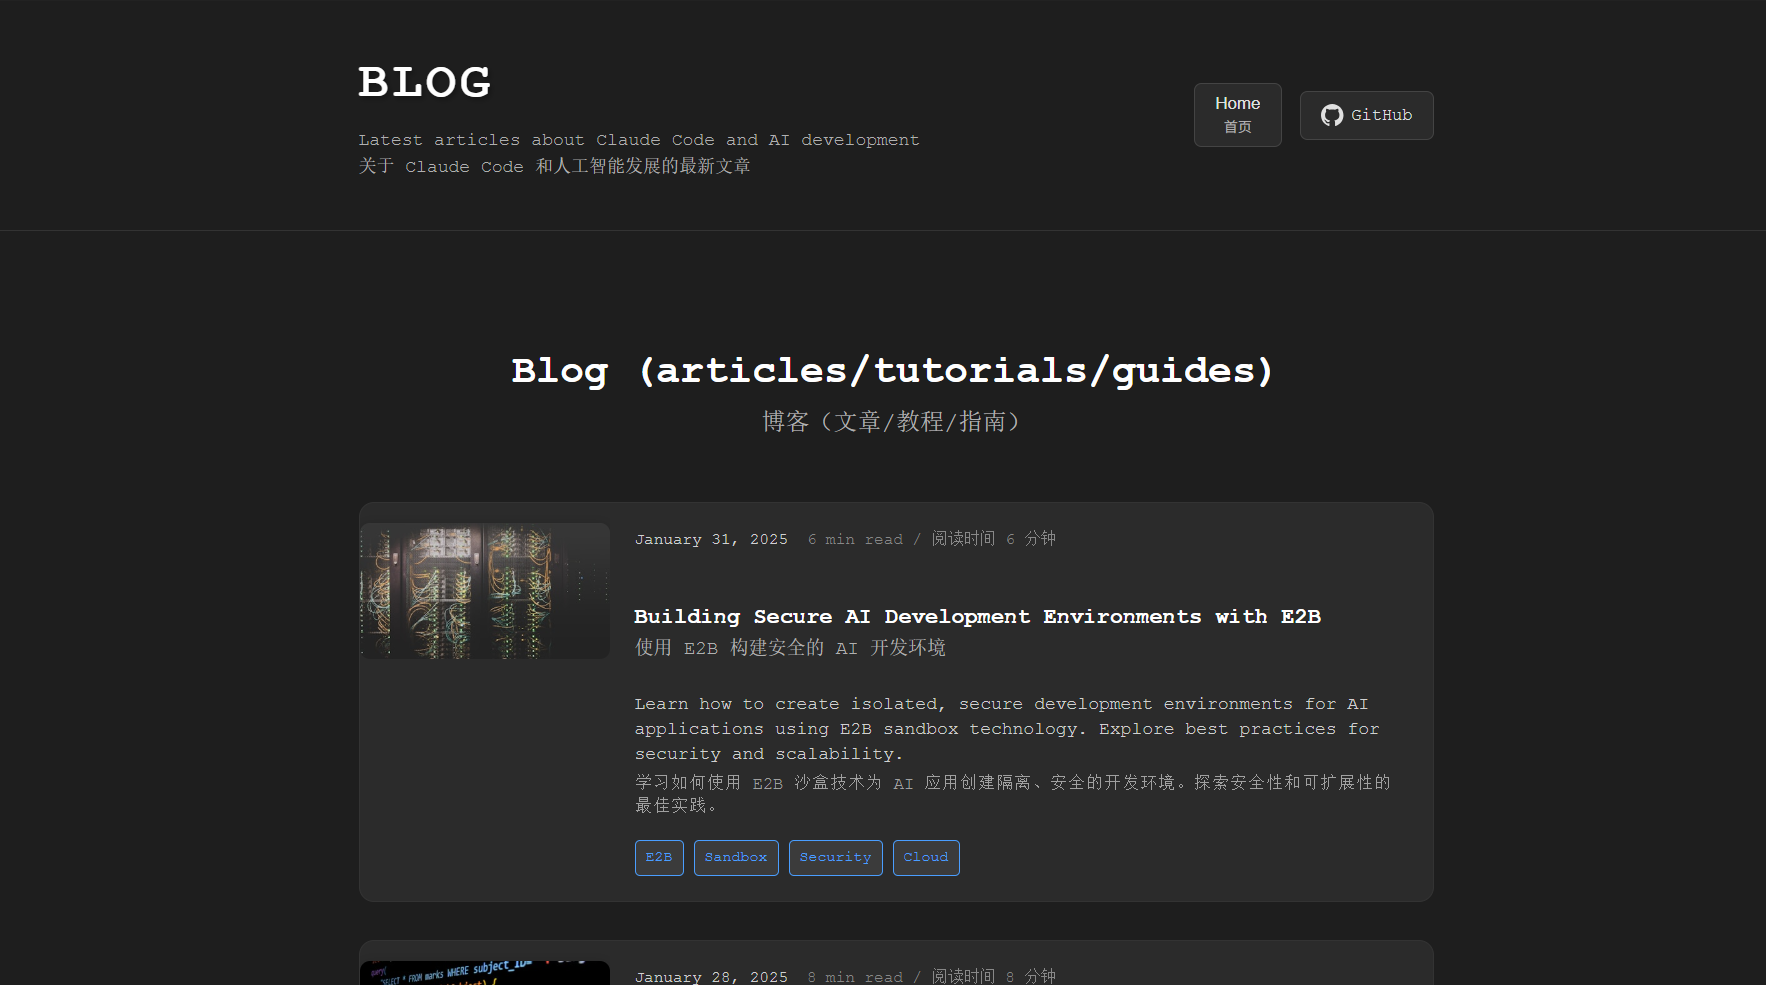 BLOG
Latest articles about Claude Code and AI development
关于 Claude Code 和人工智能发展的最新文章
Home
首页
GitHub
Blog (articles/tutorials/guides)
博客（文章/教程/指南）
January 31, 2025 6 min read / 阅读时间 6 分钟
Building Secure AI Development Environments with E2B
使用 E2B 构建安全的 AI 开发环境
Learn how to create isolated, secure development environments for AI
applications using E2B sandbox technology. Explore best practices for
security and scalability.
学习如何使用 E2B 沙盒技术为 AI 应用创建隔离、安全的开发环境。探索安全性和可扩展性的
最佳实践。
E2B Sandbox Security Cloud
query(
"SELECT * FROM marks WHERE subject_ID=
January 28, 2025 8 min read / 阅读时间 8 分钟